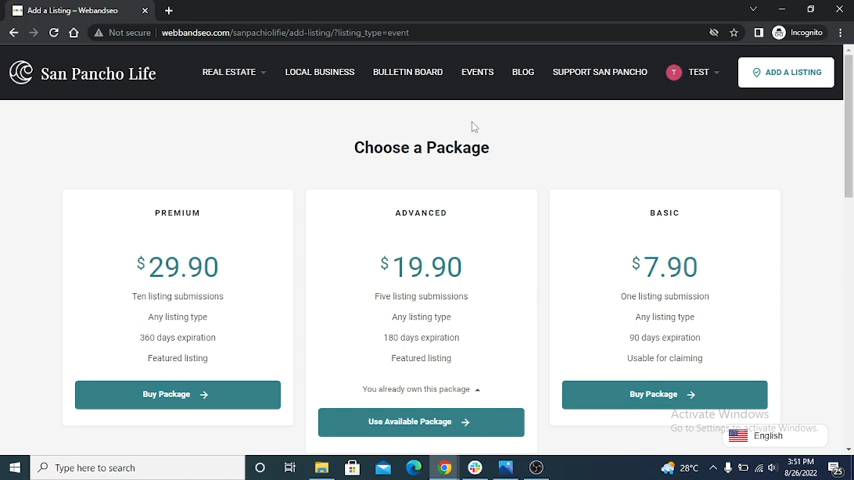 Add a Listing – Webandseo
Not secure webbandseo.com/sanpachiolifie/add-listing/?listing_type=event
Incognito
San Pancho Life
REAL ESTATE
LOCAL BUSINESS
BULLETIN BOARD
EVENTS
BLOG
SUPPORT SAN PANCHO
T
TEST
ADD A LISTING
Choose a Package
PREMIUM
$29.90
Ten listing submissions
Any listing type
360 days expiration
Featured listing
Buy Package
ADVANCED
$19.90
Five listing submissions
Any listing type
180 days expiration
Featured listing
You already own this package
Use Available Package
BASIC
$7.90
One listing submission
Any listing type
90 days expiration
Usable for claiming
Buy Package
Activate Windows
Go to Settings to activate Windows.
English
Type here to search
28°C
3:51 PM
8/26/2022
25